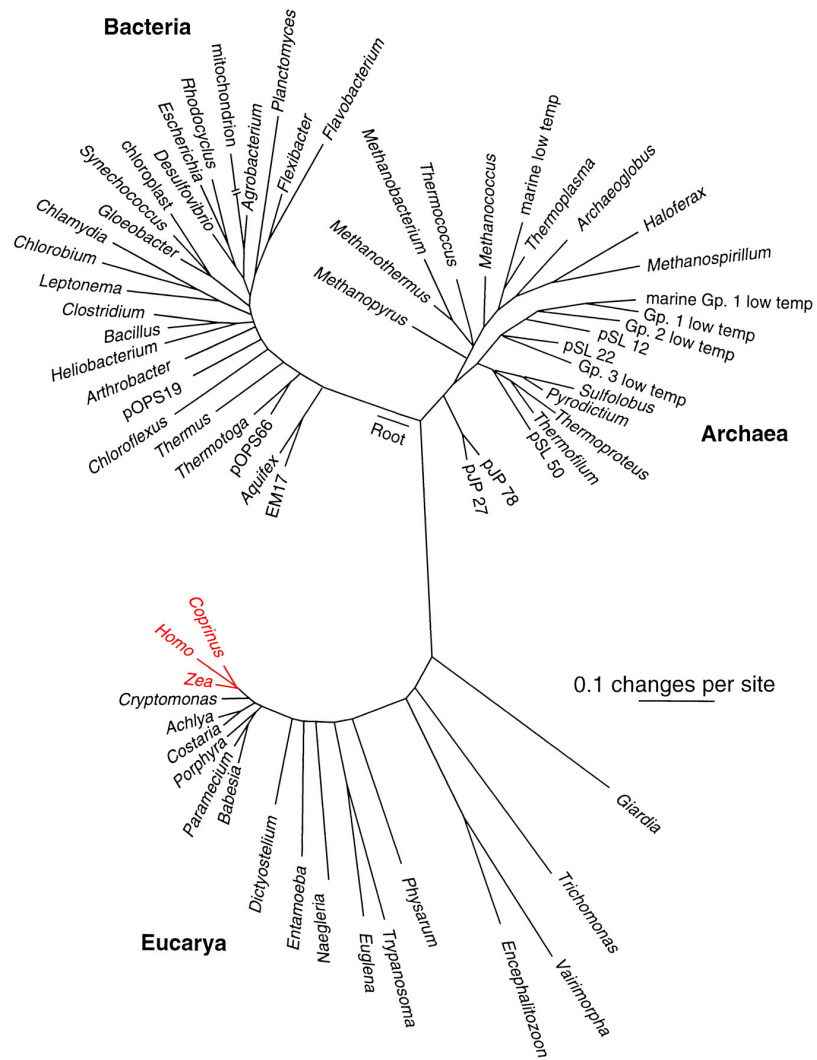 Bacteria
Planctomyces
mitochondrion
Flavobacterium
Rhodocyclus
Escherichia
Agrobacterium
Flexibacter
Desulfovibrio
chloroplast
Synechococcus
Gloeobacter
Chlamydia
Chlorobium
Leptonema
Clostridium
Bacillus
Heliobacterium
Arthrobacter
pOPS19
Chloroflexus
Thermus
Thermotoga
pOPS66
Aquifex
EM17
Root
Methanopyrus
Methanothermus
Methanobacterium
Thermococcus
Methanococcus
marine low temp
Thermoplasma
Archaeoglobus
Haloferax
Methanospirillum
marine Gp. 1 low temp
Gp. 1 low temp
Gp. 2 low temp
pSL 12
pSL 22
Gp. 3 low temp
Sulfolobus
Pyrodictium
Thermoproteus
Thermofilum
pSL 50
pJP 78
pJP 27
Archaea
Coprinus
Homo
Zea
Cryptomonas
Achlya
Costaria
Porphyra
Paramecium
Babesia
Dictyostelium
Entamoeba
Naegleria
Euglena
Trypanosoma
Physarum
Encephalitozoon
Vairimorpha
Trichomonas
Giardia
0.1 changes per site
Eucarya